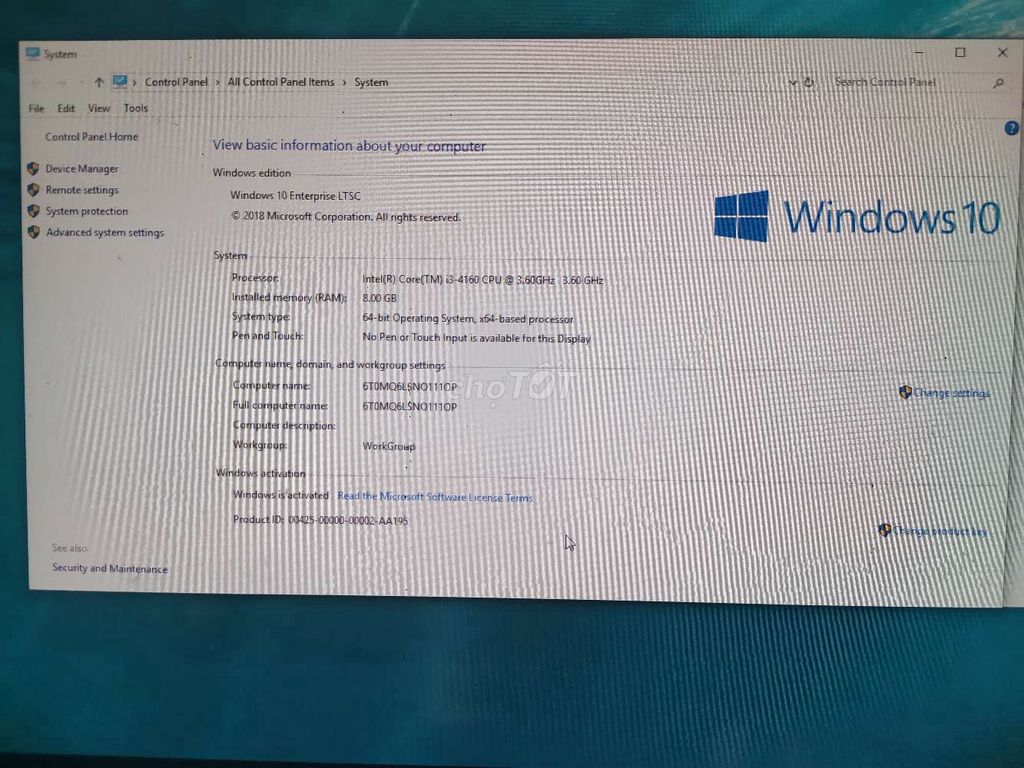 System
Control Panel › All Control Panel Items › System
Search Control Panel
File Edit View Tools
Control Panel Home
Device Manager
Remote settings
System protection
Advanced system settings
View basic information about your computer
Windows edition
Windows 10 Enterprise LTSC
© 2018 Microsoft Corporation. All rights reserved.
Windows 10
System
Processor: Intel(R) Core(TM) i3-4160 CPU @ 3.60GHz 3.60 GHz
Installed memory (RAM): 8.00 GB
System type: 64-bit Operating System, x64-based processor
Pen and Touch: No Pen or Touch Input is available for this Display
Computer name, domain, and workgroup settings
Computer name: 6T0MQ6LSNO111OP
Change settings
Full computer name: 6T0MQ6LSNO111OP
Computer description:
Workgroup: WorkGroup
chợTỐT
Windows activation
Windows is activated Read the Microsoft Software License Terms
Product ID: 00425-00000-00002-AA195
Change product key
See also
Security and Maintenance